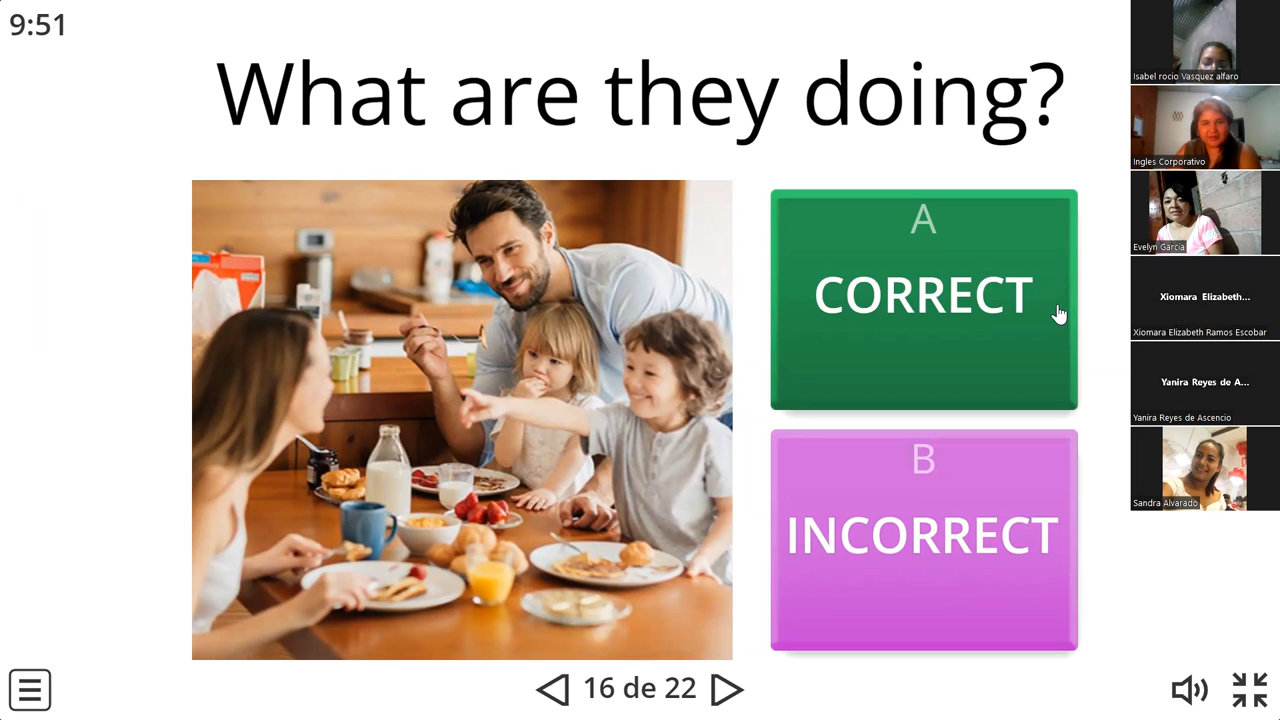 9:51
What are they doing?
A
CORRECT
B
INCORRECT
16 de 22
Isabel rocio Vasquez alfaro
Ingles Corporativo
Evelyn Garcia
Xiomara Elizabeth...
Xiomara Elizabeth Ramos Escobar
Yanira Reyes de A...
Yanira Reyes de Ascencio
Sandra Alvarado